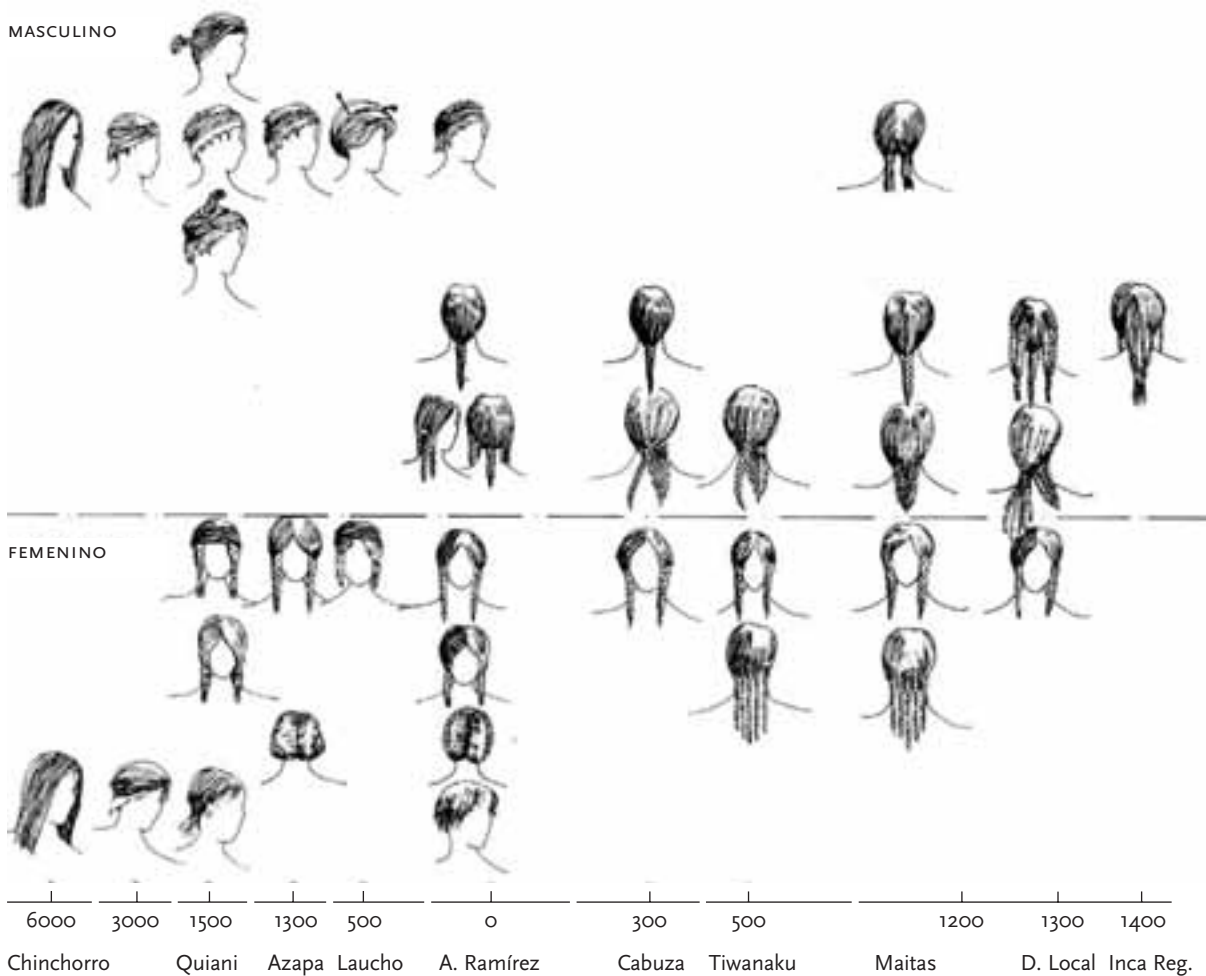 MASCULINO
FEMENINO
6000 3000 1500 1300 500 0 300 500 1200 1300 1400
Chinchorro Quiani Azapa Laucho A. Ramírez Cabuza Tiwanaku Maitas D. Local Inca Reg.